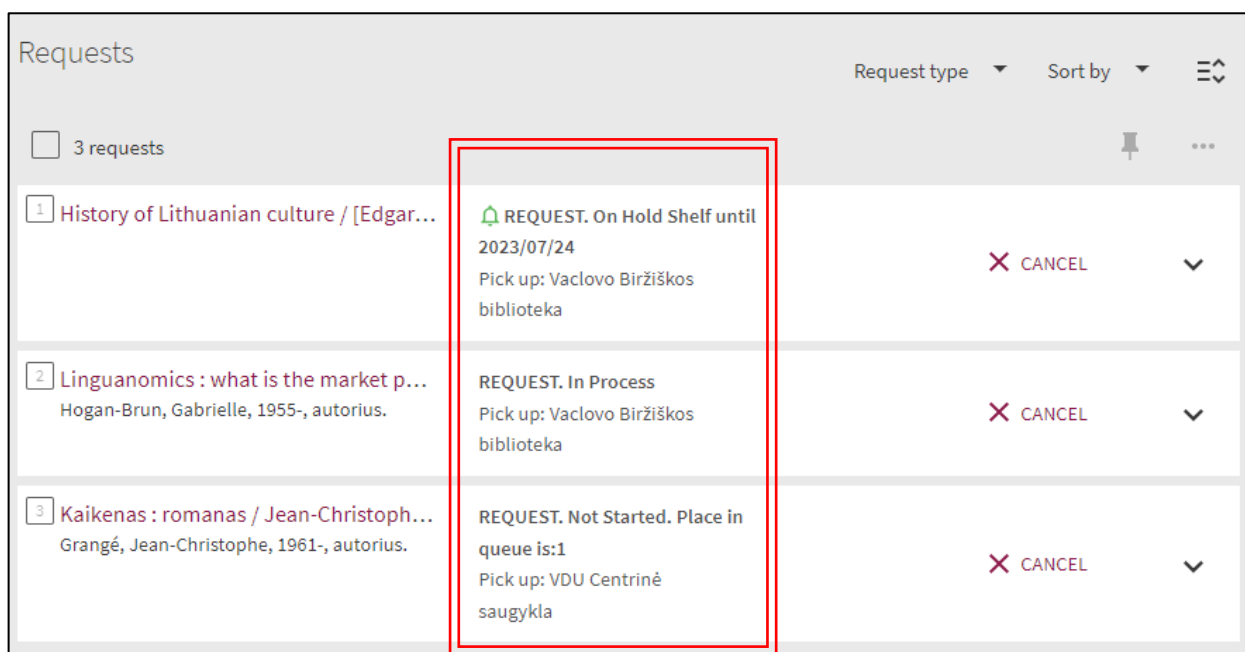 Requests
Request type Sort by
3 requests
1 History of Lithuanian culture / [Edgar...
REQUEST. On Hold Shelf until
2023/07/24
Pick up: Vaclovo Biržiškos
biblioteka
CANCEL
2 Linguanomics : what is the market p...
Hogan-Brun, Gabrielle, 1955-, autorius.
REQUEST. In Process
Pick up: Vaclovo Biržiškos
biblioteka
CANCEL
3 Kaikenas : romanas / Jean-Christoph...
Grangé, Jean-Christophe, 1961-, autorius.
REQUEST. Not Started. Place in
queue is:1
Pick up: VDU Centrinė
saugykla
CANCEL